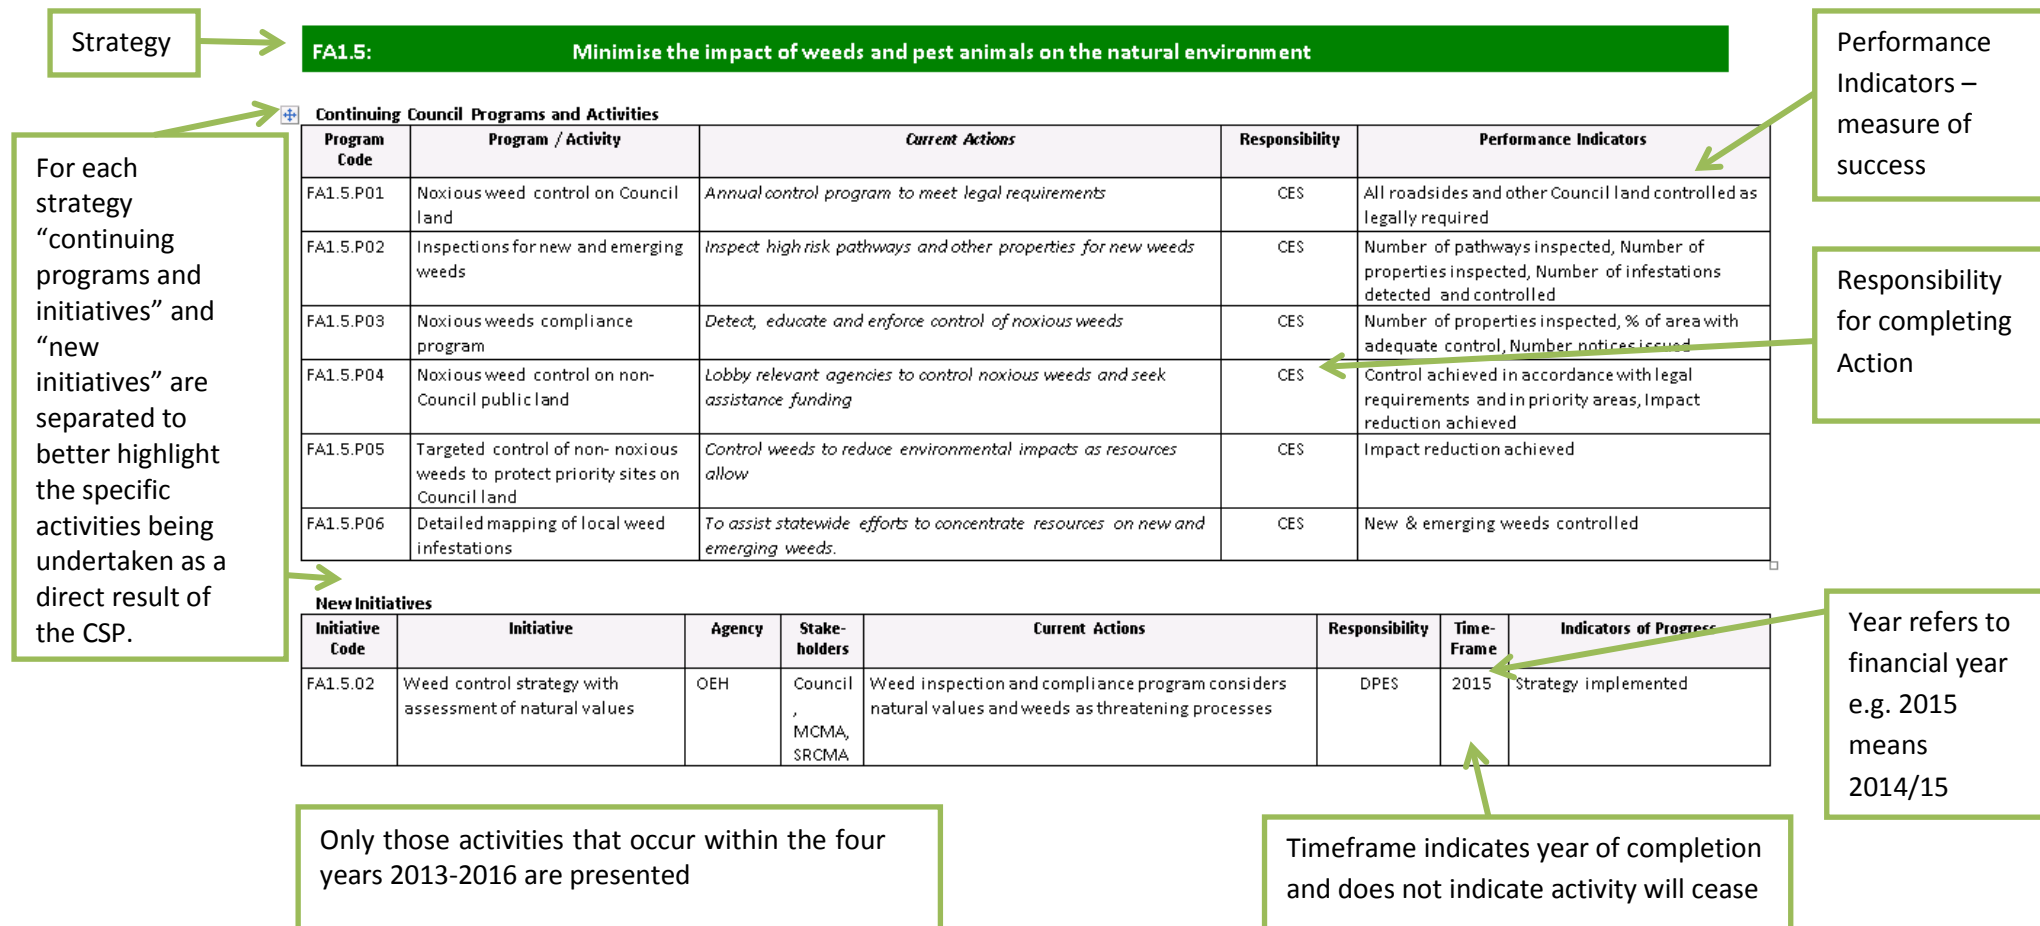 Strategy
FA1.5: Minimise the impact of weeds and pest animals on the natural environment
Performance
Indicators –
measure of
success
For each
strategy
“continuing
programs and
initiatives” and
“new
initiatives” are
separated to
better highlight
the specific
activities being
undertaken as a
direct result of
the CSP.
Continuing Council Programs and Activities
Program
Code
Program / Activity
Current Actions
Responsibility
Performance Indicators
FA1.5.P01
Noxious weed control on Council
land
Annual control program to meet legal requirements
CES
All roadsides and other Council land controlled as
legally required
FA1.5.P02
Inspections for new and emerging
weeds
Inspect high risk pathways and other properties for new weeds
CES
Number of pathways inspected, Number of
properties inspected, Number of infestations
detected and controlled
FA1.5.P03
Noxious weeds compliance
program
Detect, educate and enforce control of noxious weeds
CES
Number of properties inspected, % of area with
adequate control, Number notices issued
FA1.5.P04
Noxious weed control on non-
Council public land
Lobby relevant agencies to control noxious weeds and seek
assistance funding
CES
Control achieved in accordance with legal
requirements and in priority areas, Impact
reduction achieved
FA1.5.P05
Targeted control of non- noxious
weeds to protect priority sites on
Council land
Control weeds to reduce environmental impacts as resources
allow
CES
Impact reduction achieved
FA1.5.P06
Detailed mapping of local weed
infestations
To assist statewide efforts to concentrate resources on new and
emerging weeds.
CES
New & emerging weeds controlled
Responsibility
for completing
Action
New Initiatives
Initiative
Code
Initiative
Agency
Stake-
holders
Current Actions
Responsibility
Time-
Frame
Indicators of Progress
FA1.5.02
Weed control strategy with
assessment of natural values
OEH
Council
,
MCMA,
SRCMA
Weed inspection and compliance program considers
natural values and weeds as threatening processes
DPES
2015
Strategy implemented
Year refers to
financial year
e.g. 2015
means
2014/15
Only those activities that occur within the four
years 2013-2016 are presented
Timeframe indicates year of completion
and does not indicate activity will cease